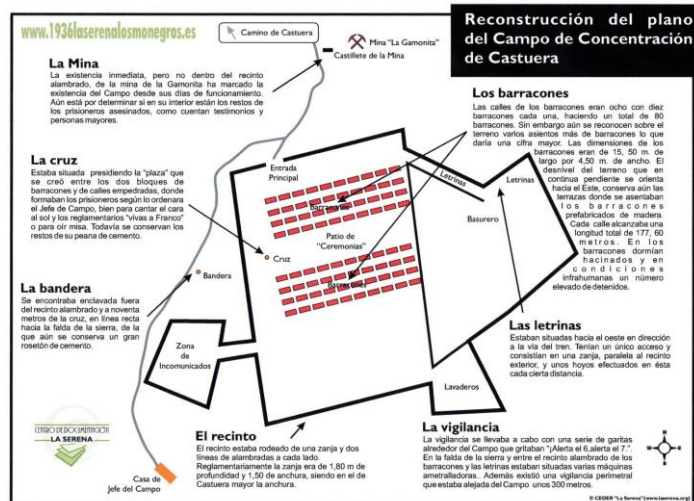 www.1936laserenalosmonegros.es
Camino de Castuera
Mina "La Gamonita"
Castillete de la Mina
Reconstrucción del plano
del Campo de Concentración
de Castuera
La Mina
La existencia inmediata, pero no dentro del recinto
alambrado, de la mina de la Gamonita ha marcado la
existencia del Campo desde sus días de funcionamiento.
Aún está por determinar si en su interior están los restos de
los prisioneros asesinados, como cuentan testimonios y
personas mayores.
Los barracones
Las calles de los barracones eran ocho con diez
barracones cada una, haciendo un total de 80
barracones. Sin embargo aún se reconocen sobre el
terreno varios asientos más de barracones lo que
daría una cifra mayor. Las dimensiones de los
barracones eran de 15, 50 m. de
largo por 4,50 m. de ancho. El
desnivel del terreno que en
continua pendiente se orienta
hacia el Este, conserva aún las
terrazas donde se asentaban
los barracones
prefabricados de madera.
Cada calle alcanzaba una
longitud total de 177, 60
metros. En los
barracones dormían
hacinados y en
condiciones
infrahumanas un número
elevado de detenidos.
La cruz
Estaba situada presidiendo la "plaza" que
se creó entre los dos bloques de
barracones y de calles empedradas, donde
formaban los prisioneros según lo ordenara
el Jefe de Campo, bien para cantar el cara
al sol y los reglamentarios "vivas a Franco"
o para oír misa. Todavía se conservan los
restos de su peana de cemento.
Entrada
Principal
Letrinas
Letrinas
Barracones
Basurero
Patio de
"Ceremonias"
Cruz
Bandera
Barracones
La bandera
Se encontraba enclavada fuera
del recinto alambrado y a noventa
metros de la cruz, en línea recta
hacia la falda de la sierra, de la
que aún se conserva un gran
rosetón de cemento.
Zona
de
Incomunicados
Lavaderos
Las letrinas
Estaban situadas hacia el oeste en dirección
a la vía del tren. Tenían un único acceso y
consistían en una zanja, paralela al recinto
exterior, y unos hoyos efectuados en ésta
cada cierta distancia.
CENTRO DE DOCUMENTACIÓN
LA SERENA
Casa de
Jefe del Campo
El recinto
El recinto estaba rodeado de una zanja y dos
líneas de alambradas a cada lado.
Reglamentariamente la zanja era de 1,80 m de
profundidad y 1,50 de anchura, siendo en el de
Castuera mayor la anchura.
La vigilancia
La vigilancia se llevaba a cabo con una serie de garitas
alrededor del Campo que gritaban "¡Alerta el 6,alerta el 7.".
En la falda de la sierra y entre el recinto alambrado de los
barracones y las letrinas estaban situadas varias máquinas
ametralladoras... Además existió una vigilancia perimetral
que estaba alejada del Campo unos 300 metros.
© CEDER "La Serena" (www.laserena.org)